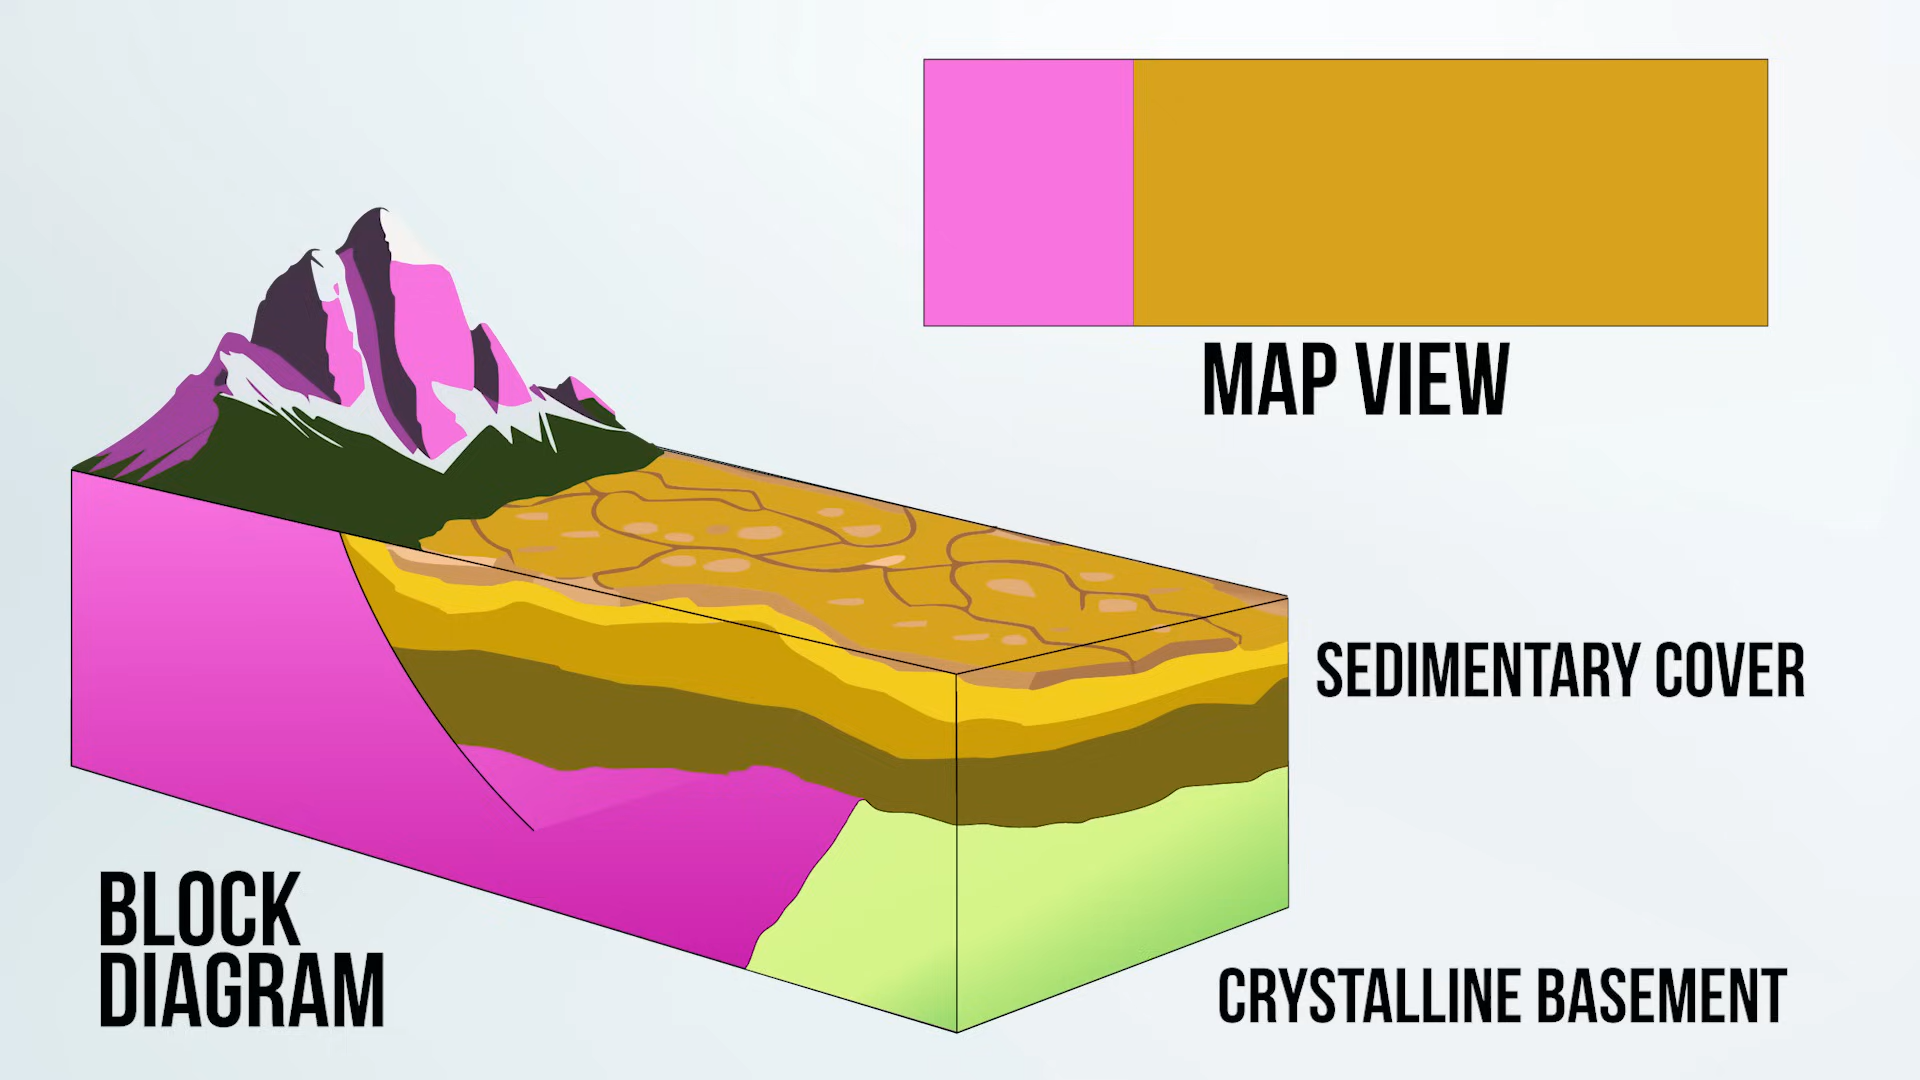 MAP VIEW
SEDIMENTARY COVER
BLOCK
DIAGRAM
CRYSTALLINE BASEMENT